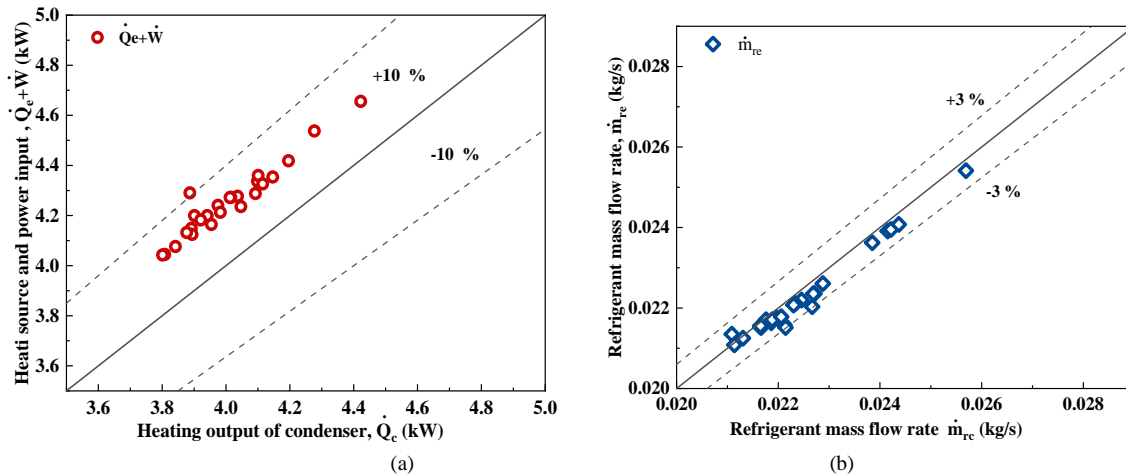 Heati source and power input , Q̇e+Ẇ (kW)
5.0
4.8
4.6
4.4
4.2
4.0
3.8
3.6
Q̇e+Ẇ
+10 %
-10 %
3.6 3.8 4.0 4.2 4.4 4.6 4.8 5.0
Heating output of condenser, Q̇c (kW)
(a)
Refrigerant mass flow rate, ṁre (kg/s)
0.028
0.026
0.024
0.022
0.020
ṁre
+3 %
-3 %
0.020 0.022 0.024 0.026 0.028
Refrigerant mass flow rate ṁrc (kg/s)
(b)